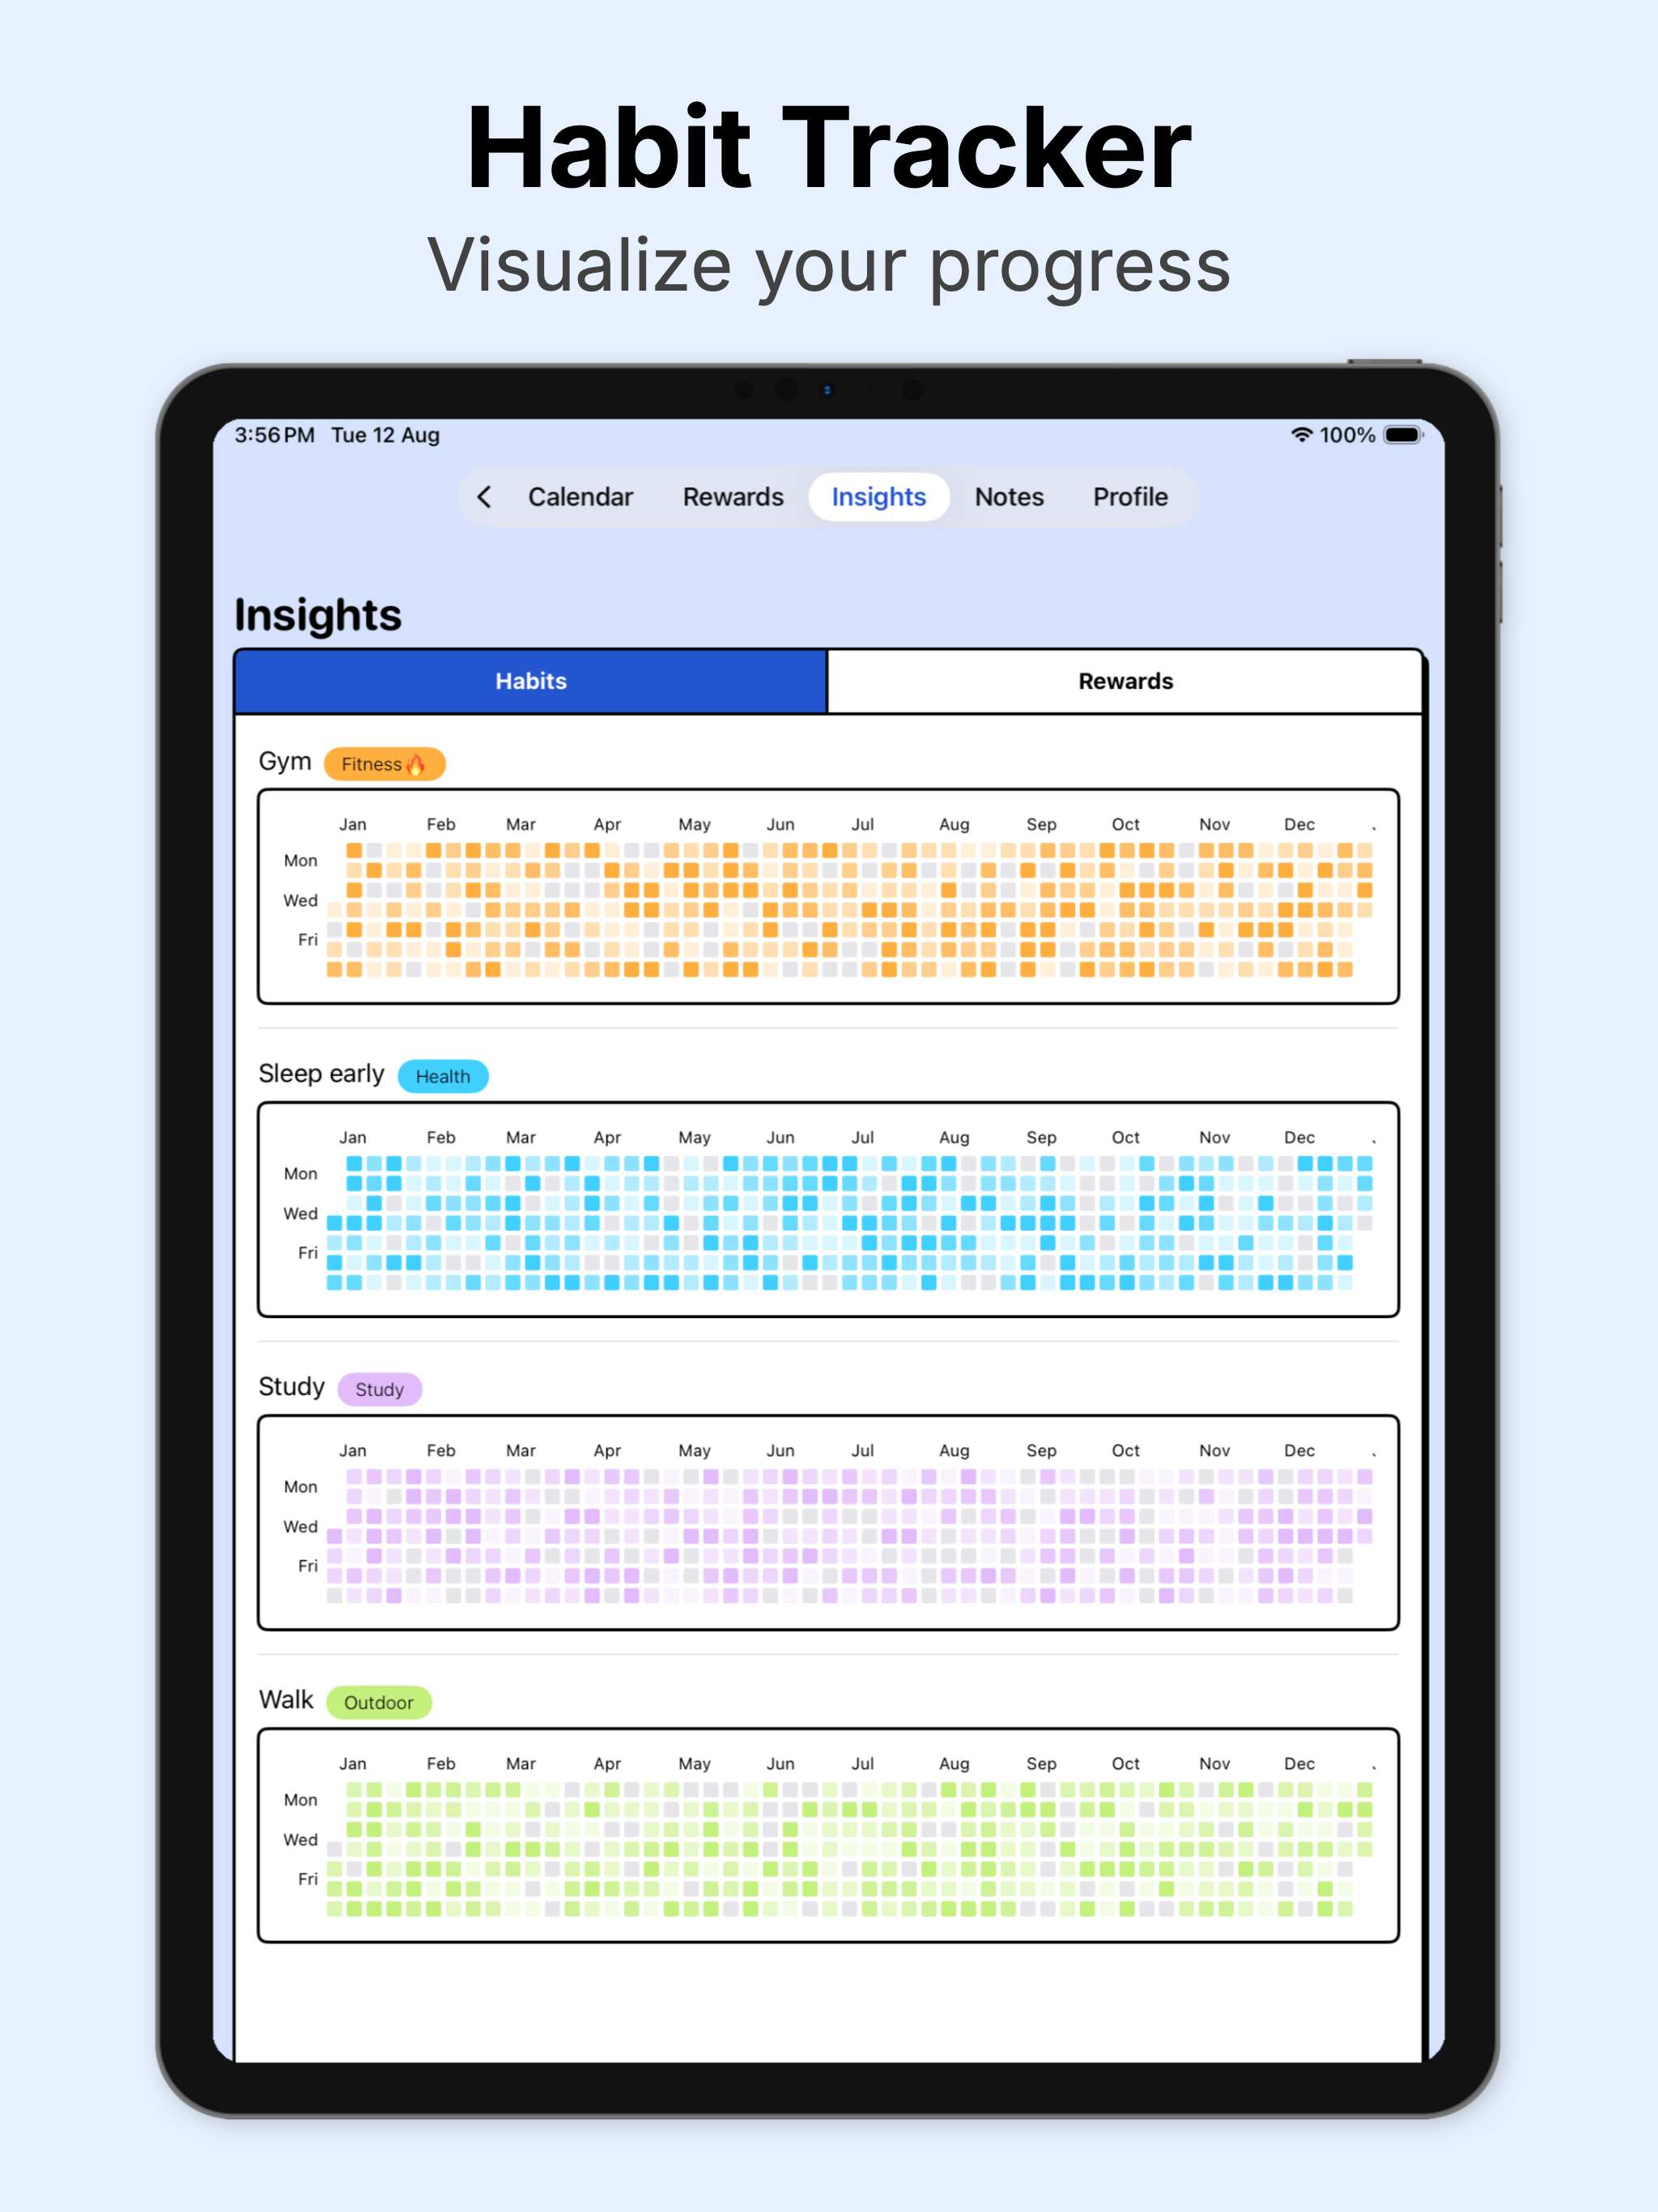 Habit Tracker
Visualize your progress
3:56 PM Tue 12 Aug 100%
Calendar Rewards Insights Notes Profile
Insights
Habits Rewards
Gym Fitness🔥
Jan Feb Mar Apr May Jun Jul Aug Sep Oct Nov Dec
Mon
Wed
Fri
Sleep early Health
Jan Feb Mar Apr May Jun Jul Aug Sep Oct Nov Dec
Mon
Wed
Fri
Study Study
Jan Feb Mar Apr May Jun Jul Aug Sep Oct Nov Dec
Mon
Wed
Fri
Walk Outdoor
Jan Feb Mar Apr May Jun Jul Aug Sep Oct Nov Dec
Mon
Wed
Fri